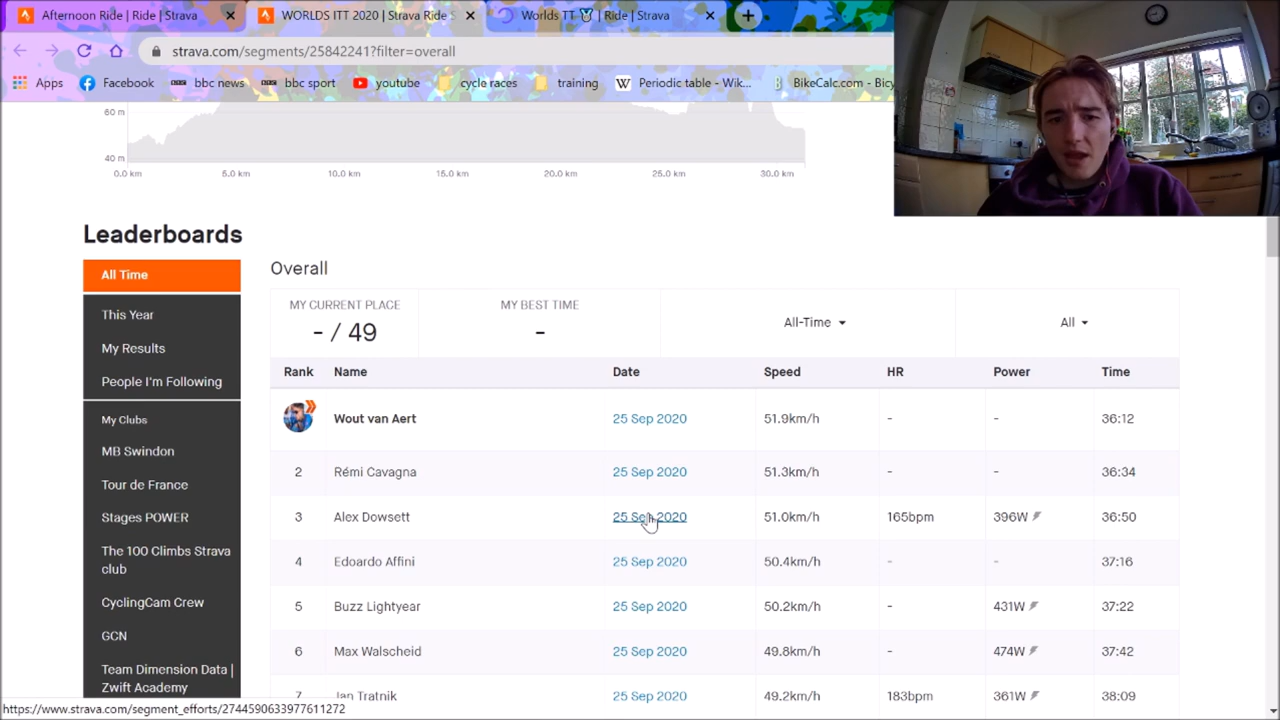 Afternoon Ride | Ride | Strava
WORLDS ITT 2020 | Strava Ride S
Worlds TT 🏅 | Ride | Strava
strava.com/segments/25842241?filter=overall
Apps
Facebook
bbc news
bbc sport
youtube
cycle races
training
Periodic table - Wik...
BikeCalc.com - Bicy
60 m
40 m
0.0 km 5.0 km 10.0 km 15.0 km 20.0 km 25.0 km 30.0 km
Leaderboards
All Time
This Year
My Results
People I'm Following
My Clubs
MB Swindon
Tour de France
Stages POWER
The 100 Climbs Strava
club
CyclingCam Crew
GCN
Team Dimension Data |
Zwift Academy
Overall
MY CURRENT PLACE
- / 49
MY BEST TIME
-
All-Time
All
Rank Name Date Speed HR Power Time
Wout van Aert 25 Sep 2020 51.9km/h - - 36:12
2 Rémi Cavagna 25 Sep 2020 51.3km/h - - 36:34
3 Alex Dowsett 25 Sep 2020 51.0km/h 165bpm 396W 36:50
4 Edoardo Affini 25 Sep 2020 50.4km/h - - 37:16
5 Buzz Lightyear 25 Sep 2020 50.2km/h - 431W 37:22
6 Max Walscheid 25 Sep 2020 49.8km/h - 474W 37:42
7 Jan Tratnik 25 Sep 2020 49.2km/h 183bpm 361W 38:09
https://www.strava.com/segment_efforts/2744590633977611272